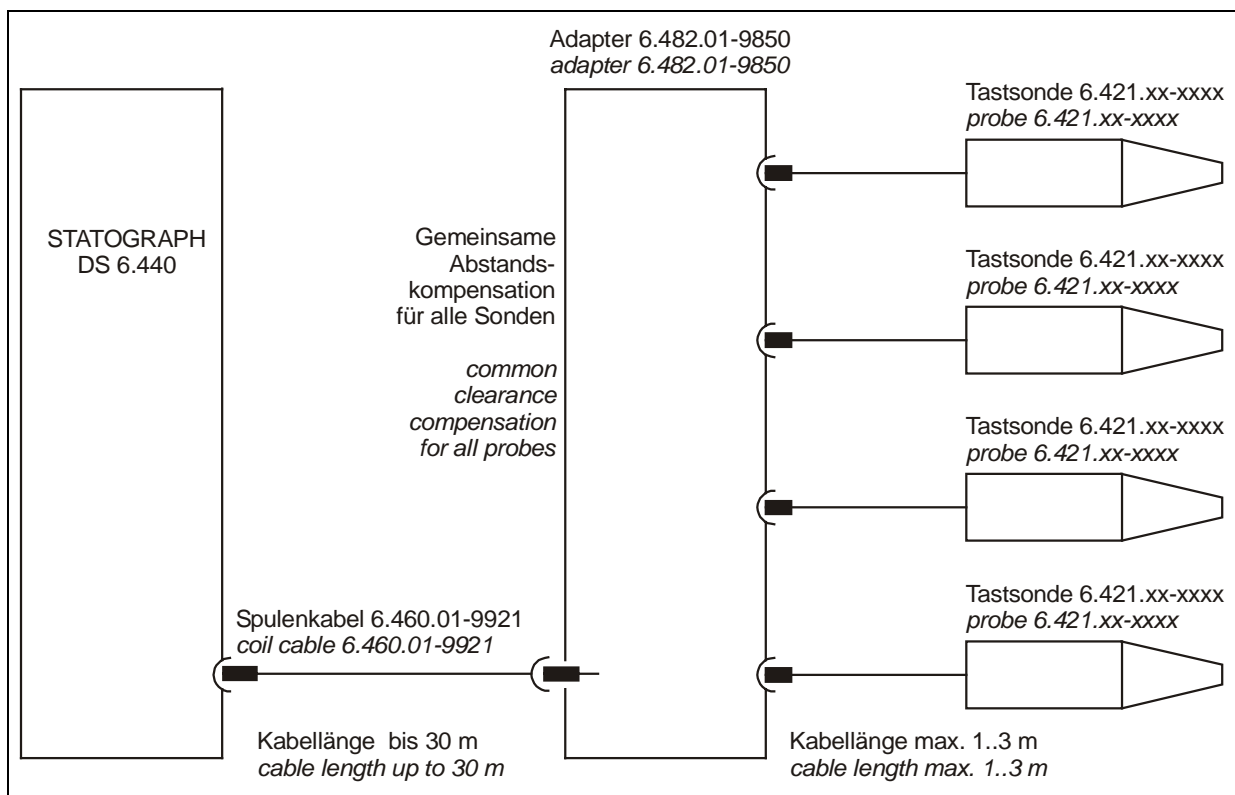 Adapter 6.482.01-9850
adapter 6.482.01-9850
Tastsonde 6.421.xx-xxxx
probe 6.421.xx-xxxx
STATOGRAPH
DS 6.440
Gemeinsame
Abstands-
kompensation
für alle Sonden
common
clearance
compensation
for all probes
Tastsonde 6.421.xx-xxxx
probe 6.421.xx-xxxx
Tastsonde 6.421.xx-xxxx
probe 6.421.xx-xxxx
Tastsonde 6.421.xx-xxxx
probe 6.421.xx-xxxx
Spulenkabel 6.460.01-9921
coil cable 6.460.01-9921
Kabellänge bis 30 m
cable length up to 30 m
Kabellänge max. 1..3 m
cable length max. 1..3 m